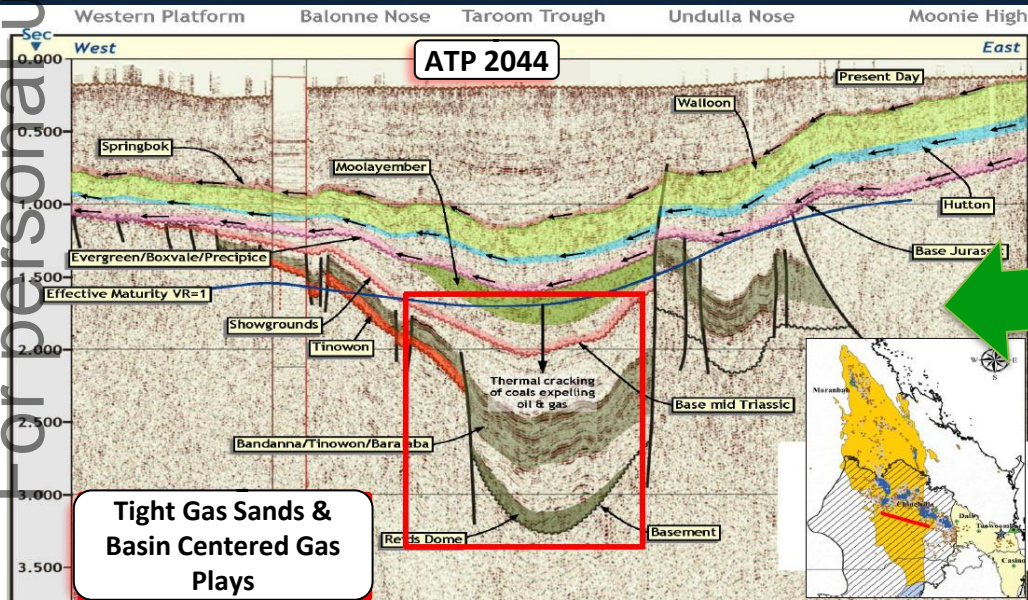 Western Platform Balonne Nose Taroom Trough Undulla Nose Moonie High
Sec
West
East
ATP 2044
0.000
0.500
1.000
1.500
2.000
2.500
3.000
3.500
Present Day
Walloon
Springbok
Moolayember
Hutton
Base Jurassic
Evergreen/Boxvale/Precipice
Effective Maturity VR=1
Showgrounds
Tinowon
Thermal cracking
of coals expelling
oil & gas
Base mid Triassic
Bandanna/Tinowon/Baralaba
Reids Dome
Basement
Tight Gas Sands &
Basin Centered Gas
Plays
For personal u
W E
S
Moranbah
Chinchilla
Dalby
Toowoomba
Casino